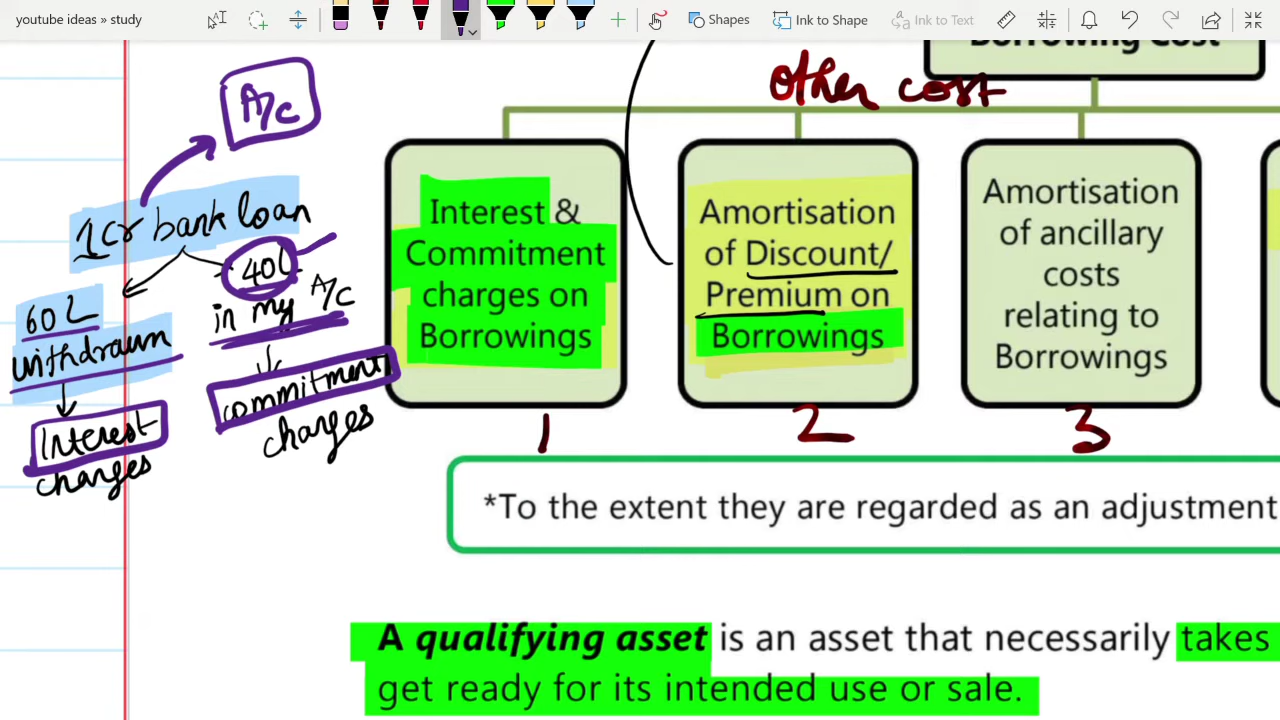 youtube ideas » study
Shapes
Ink to Shape
Ink to Text
Borrowing Cost
other cost
A/C
1Cr bank loan
60L
withdrawn
Interest
charges
40L
in my A/C
commitment
charges
Interest &
Commitment
charges on
Borrowings
1
Amortisation
of Discount/
Premium on
Borrowings
2
Amortisation
of ancillary
costs
relating to
Borrowings
3
*To the extent they are regarded as an adjustment
A qualifying asset is an asset that necessarily takes
get ready for its intended use or sale.